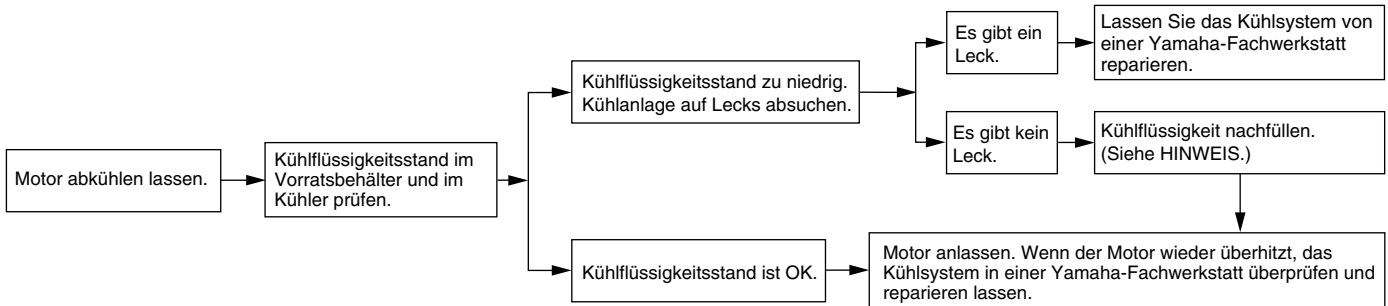 Motor abkühlen lassen.
Kühlflüssigkeitsstand im
Vorratsbehälter und im
Kühler prüfen.
Kühlflüssigkeitsstand zu niedrig.
Kühlanlage auf Lecks absuchen.
Es gibt ein
Leck.
Lassen Sie das Kühlsystem von
einer Yamaha-Fachwerkstatt
reparieren.
Es gibt kein
Leck.
Kühlflüssigkeit nachfüllen.
(Siehe HINWEIS.)
Kühlflüssigkeitsstand ist OK.
Motor anlassen. Wenn der Motor wieder überhitzt, das
Kühlsystem in einer Yamaha-Fachwerkstatt überprüfen und
reparieren lassen.